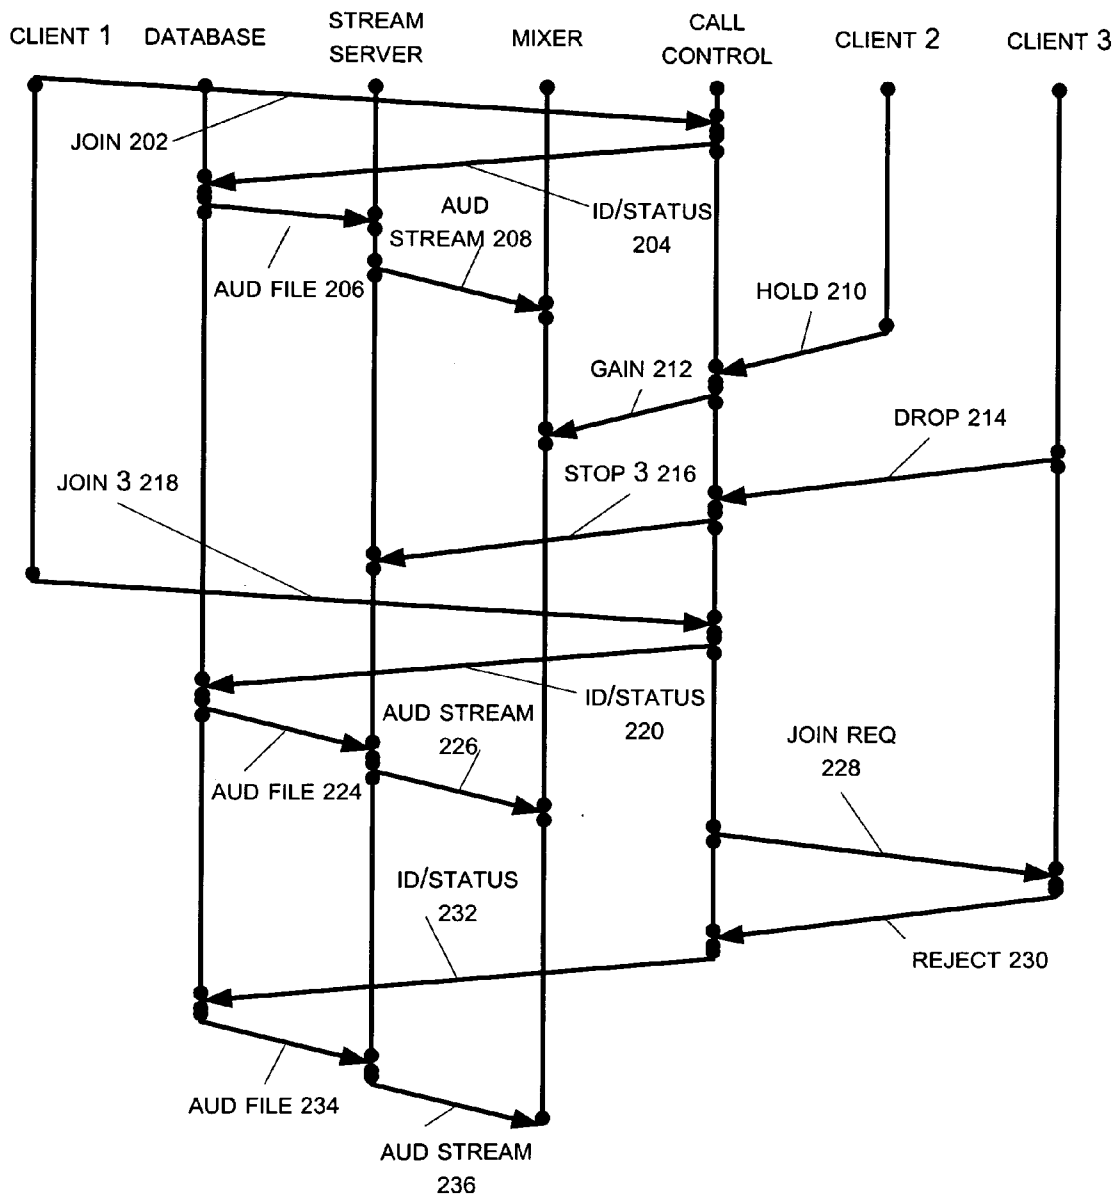 CLIENT 1
DATABASE
STREAM
SERVER
MIXER
CALL
CONTROL
CLIENT 2
CLIENT 3
JOIN 202
ID/STATUS
204
AUD
STREAM 208
AUD FILE 206
HOLD 210
GAIN 212
DROP 214
JOIN 3 218
STOP 3 216
ID/STATUS
220
AUD STREAM
226
JOIN REQ
228
AUD FILE 224
ID/STATUS
232
REJECT 230
AUD FILE 234
AUD STREAM
236